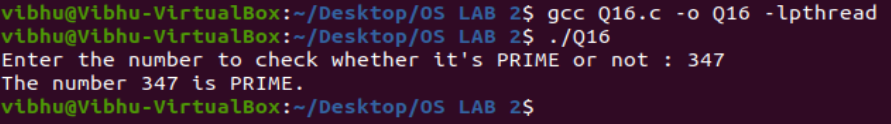 vibhu@Vibhu-VirtualBox:~/Desktop/OS LAB 2$ gcc Q16.c -o Q16 -lpthread
vibhu@Vibhu-VirtualBox:~/Desktop/OS LAB 2$ ./Q16
Enter the number to check whether it's PRIME or not : 347
The number 347 is PRIME.
vibhu@Vibhu-VirtualBox:~/Desktop/OS LAB 2$